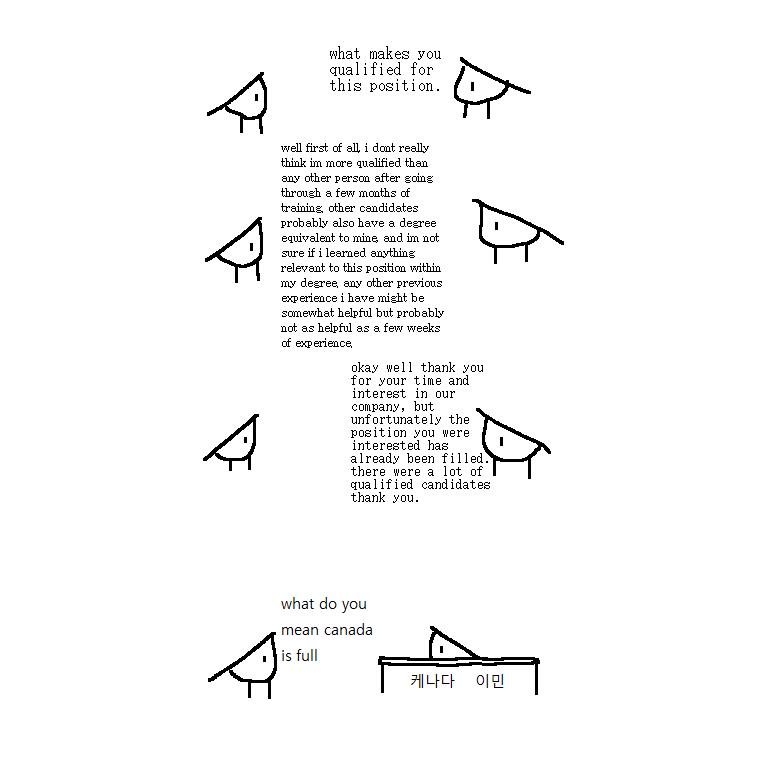 what makes you
qualified for
this position.
well first of all, i dont really
think im more qualified than
any other person after going
through a few months of
training, other candidates
probably also have a degree
equivalent to mine, and im not
sure if i learned anything
relevant to this position within
my degree, any other previous
experience i have might be
somewhat helpful but probably
not as helpful as a few weeks
of experience,
okay well thank you
for your time and
interest in our
company, but
unfortunately the
position you were
interested has
already been filled.
there were a lot of
qualified candidates
thank you.
what do you
mean canada
is full
케나다 이민